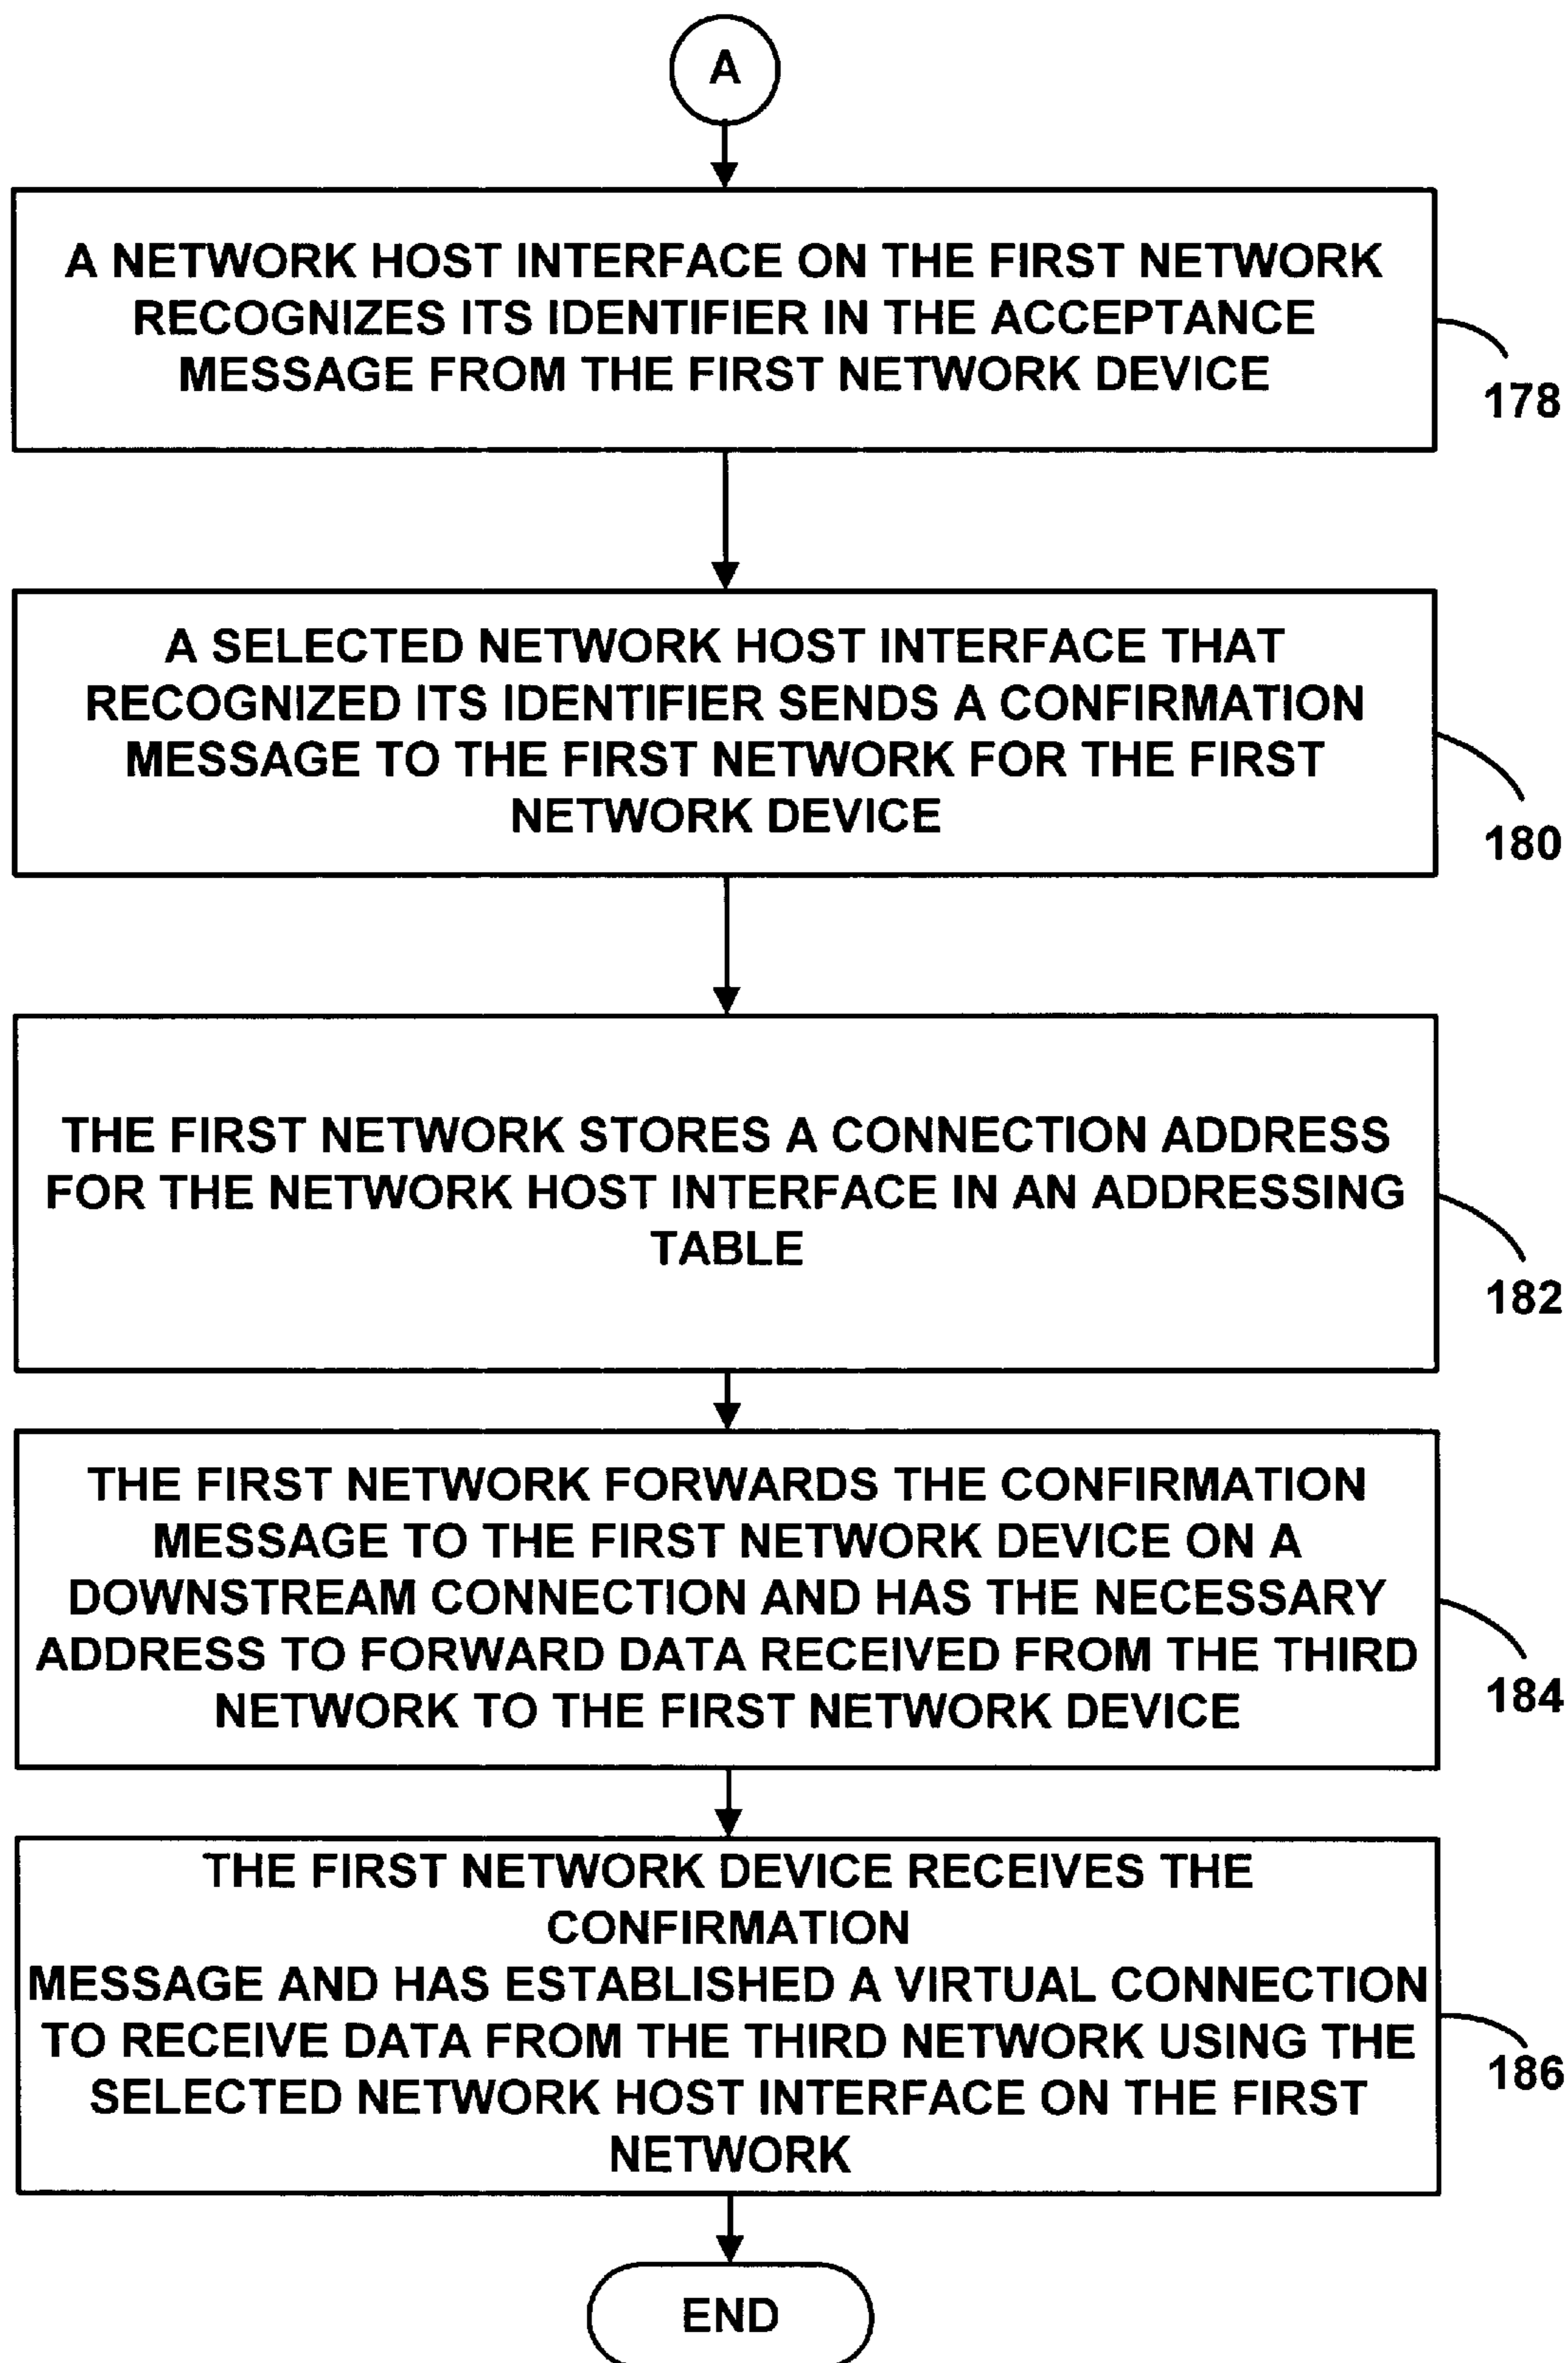 A
A NETWORK HOST INTERFACE ON THE FIRST NETWORK
RECOGNIZES ITS IDENTIFIER IN THE ACCEPTANCE
MESSAGE FROM THE FIRST NETWORK DEVICE
178
A SELECTED NETWORK HOST INTERFACE THAT
RECOGNIZED ITS IDENTIFIER SENDS A CONFIRMATION
MESSAGE TO THE FIRST NETWORK FOR THE FIRST
NETWORK DEVICE
180
THE FIRST NETWORK STORES A CONNECTION ADDRESS
FOR THE NETWORK HOST INTERFACE IN AN ADDRESSING
TABLE
182
THE FIRST NETWORK FORWARDS THE CONFIRMATION
MESSAGE TO THE FIRST NETWORK DEVICE ON A
DOWNSTREAM CONNECTION AND HAS THE NECESSARY
ADDRESS TO FORWARD DATA RECEIVED FROM THE THIRD
NETWORK TO THE FIRST NETWORK DEVICE
184
THE FIRST NETWORK DEVICE RECEIVES THE
CONFIRMATION
MESSAGE AND HAS ESTABLISHED A VIRTUAL CONNECTION
TO RECEIVE DATA FROM THE THIRD NETWORK USING THE
SELECTED NETWORK HOST INTERFACE ON THE FIRST
NETWORK
186
END